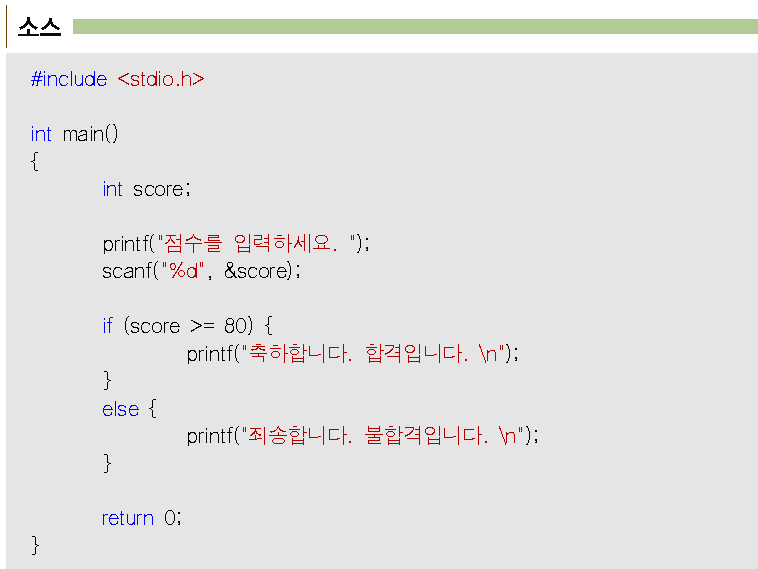 소스
#include <stdio.h>
int main()
{
int score;
printf("점수를 입력하세요. ");
scanf("%d", &score);
if (score >= 80) {
printf("축하합니다. 합격입니다. \n");
}
else {
printf("죄송합니다. 불합격입니다. \n");
}
return 0;
}